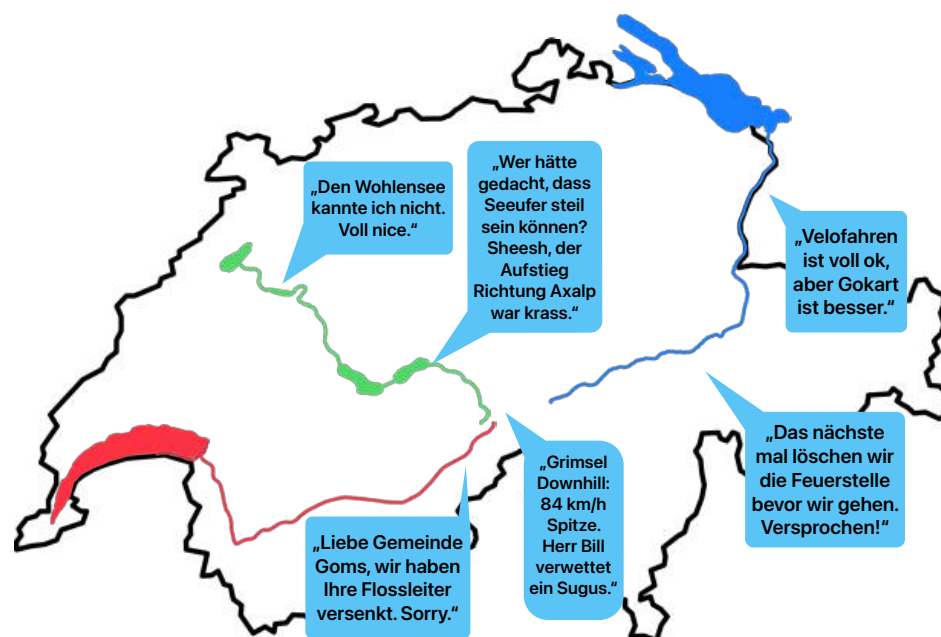 „Den Wohlensee
kannte ich nicht.
Voll nice.“
„Wer hätte
gedacht, dass
Seeufer steil
sein können?
Sheesh, der
Aufstieg
Richtung Axalp
war krass.“
„Velofahren
ist voll ok,
aber Gokart
ist besser.“
„Das nächste
mal löschen wir
die Feuerstelle
bevor wir gehen.
Versprochen!“
„Grimsel
Downhill:
84 km/h
Spitze.
Herr Bill
verwettet
ein Sugus.“
„Liebe Gemeinde
Goms, wir haben
Ihre Flossleiter
versenkt. Sorry.“